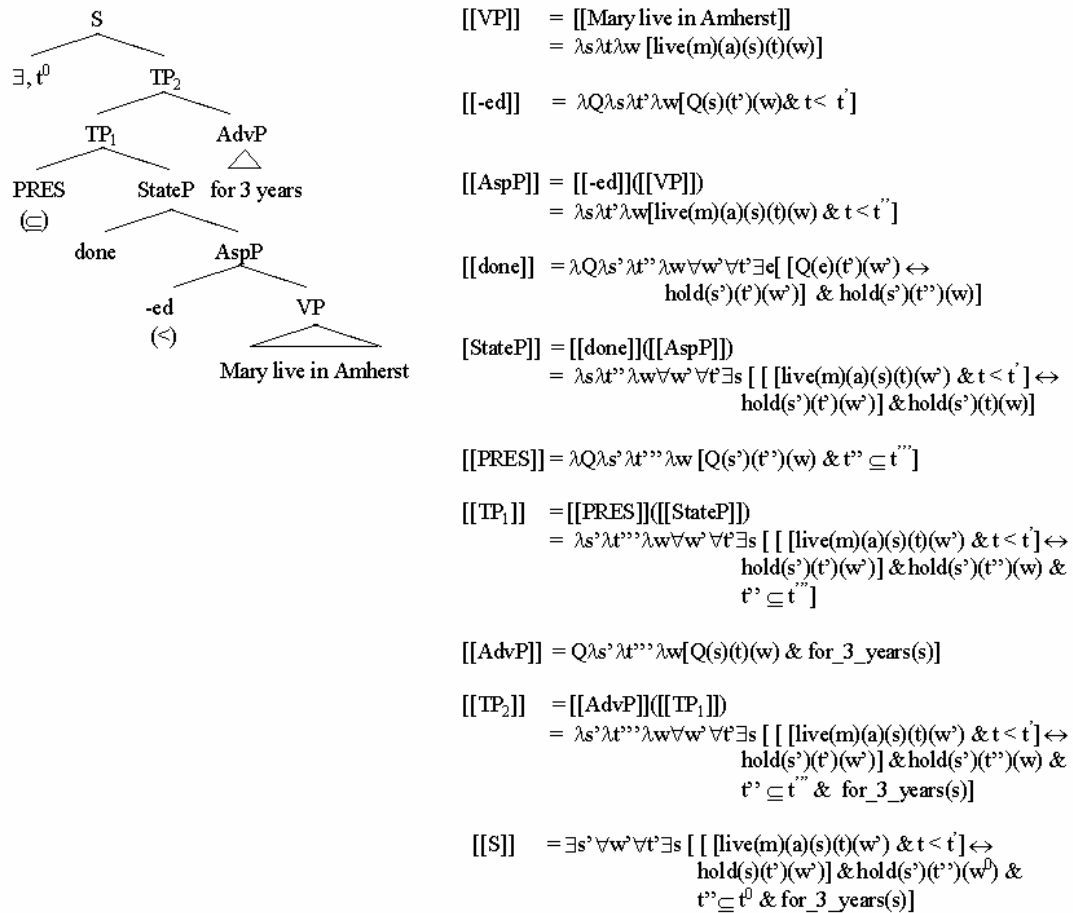 S
∃, t⁰ TP₂
TP₁ AdvP
PRES StateP for 3 years
(⊆)
done AspP
-ed VP
(<)
Mary live in Amherst
[[VP]] = [[Mary live in Amherst]]
= λsλtλw [live(m)(a)(s)(t)(w)]
[[-ed]] = λQλsλt’λw[Q(s)(t’)(w)& t< t’]
[[AspP]] = [[-ed]]([[VP]])
= λsλt’λw[live(m)(a)(s)(t)(w) & t < t’’]
[[done]] = λQλs’λt’’λw∀w’∀t’∃e[ [Q(e)(t’)(w’) ↔
hold(s’)(t’)(w’)] & hold(s’)(t’’)(w)]
[StateP]] = [[done]]([[AspP]])
= λsλt’’λw∀w’∀t’∃s [ [ [live(m)(a)(s)(t)(w’) & t < t’] ↔
hold(s’)(t’)(w’)] &hold(s’)(t)(w)]
[[PRES]] = λQλs’λt’’’λw [Q(s’)(t’’)(w) & t’’ ⊆ t’’’]
[[TP₁]] =[[PRES]]([[StateP]])
= λs’λt’’’λw∀w’∀t’∃s [ [ [live(m)(a)(s)(t)(w’) & t < t’] ↔
hold(s’)(t’)(w’)] &hold(s’)(t’’)(w) &
t’’ ⊆ t’’’]
[[AdvP]] = Qλs’λt’’’λw[Q(s)(t)(w) & for_3_years(s)]
[[TP₂]] =[[AdvP]]([[TP₁]])
= λs’λt’’’λw∀w’∀t’∃s [ [ [live(m)(a)(s)(t)(w’) & t < t’] ↔
hold(s’)(t’)(w’)] &hold(s’)(t’’)(w) &
t’’ ⊆ t’’’ & for_3_years(s)]
[[S]] = ∃s’∀w’∀t’∃s [ [ [live(m)(a)(s)(t)(w’) & t < t’] ↔
hold(s)(t’)(w’)] &hold(s’)(t’’)(w⁰) &
t’’⊆ t⁰ & for_3_years(s)]